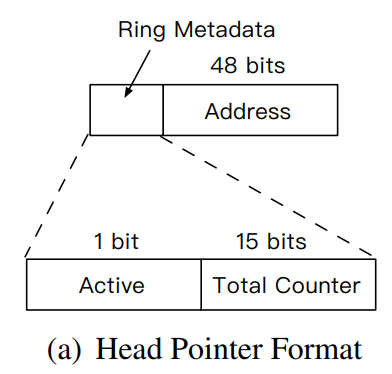 Ring Metadata
48 bits
Address
1 bit
15 bits
Active
Total Counter
(a) Head Pointer Format